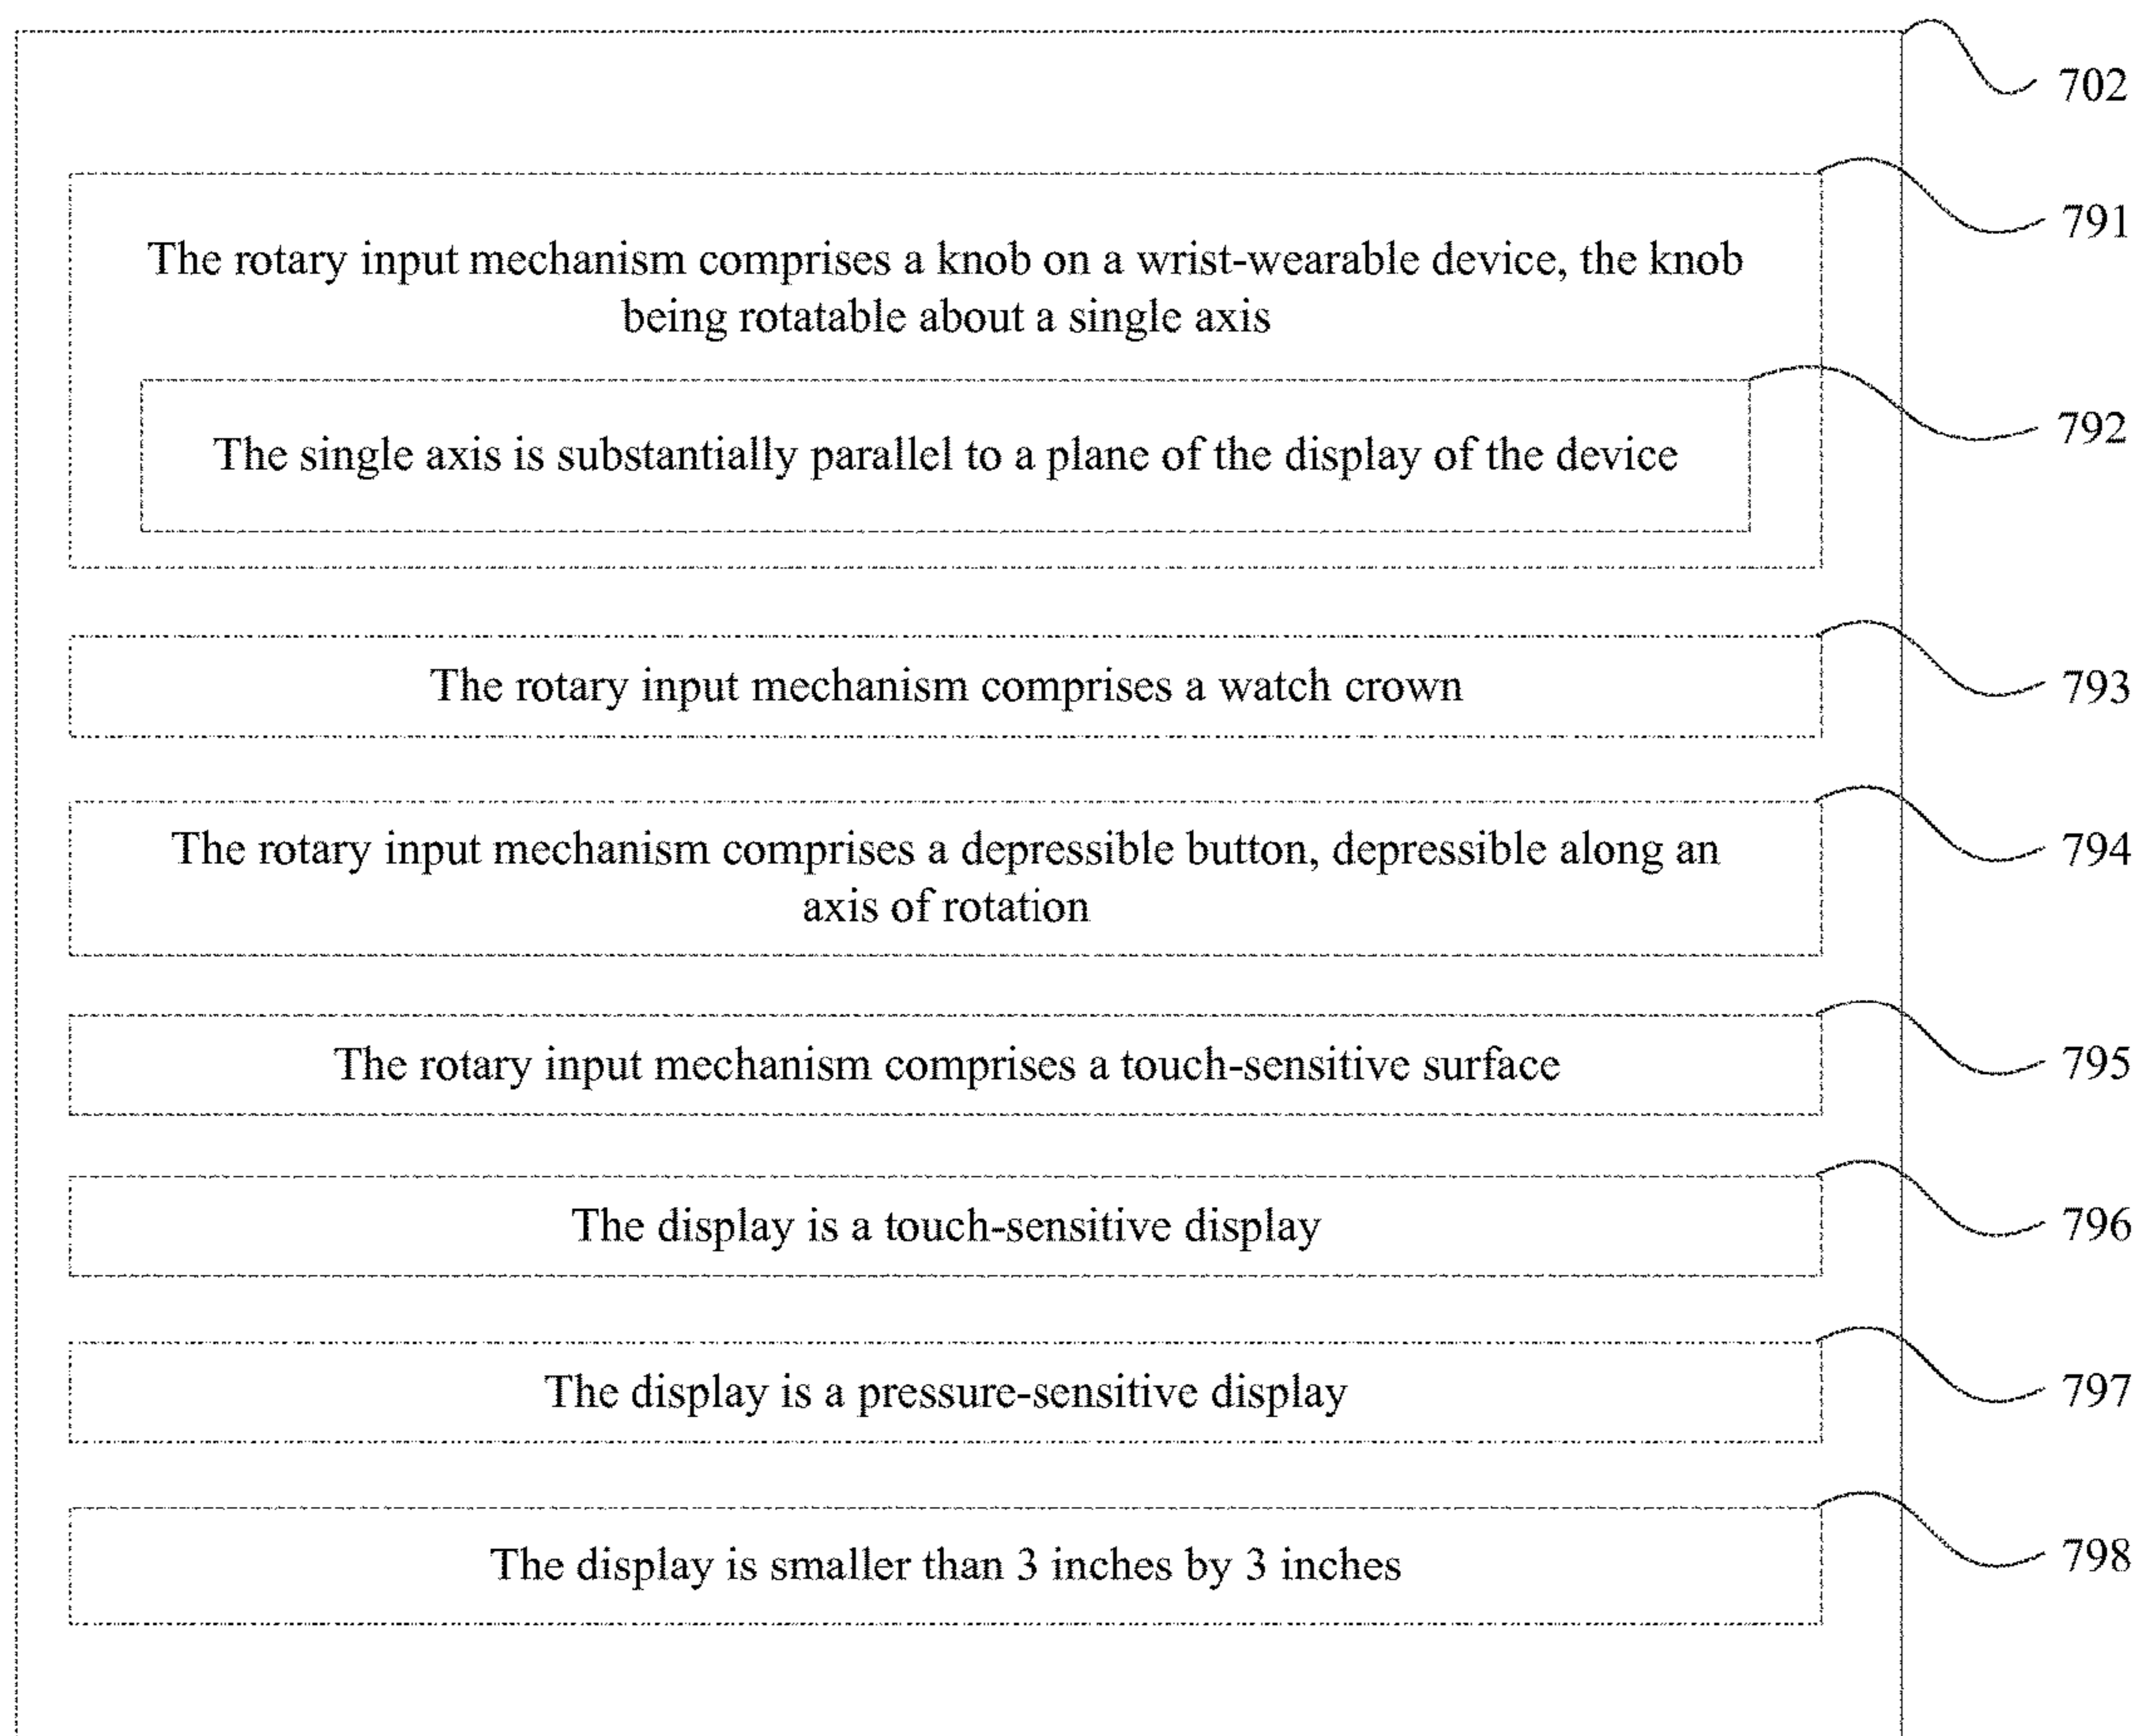 702
791
The rotary input mechanism comprises a knob on a wrist-wearable device, the knob
being rotatable about a single axis
792
The single axis is substantially parallel to a plane of the display of the device
793
The rotary input mechanism comprises a watch crown
794
The rotary input mechanism comprises a depressible button, depressible along an
axis of rotation
795
The rotary input mechanism comprises a touch-sensitive surface
796
The display is a touch-sensitive display
797
The display is a pressure-sensitive display
798
The display is smaller than 3 inches by 3 inches